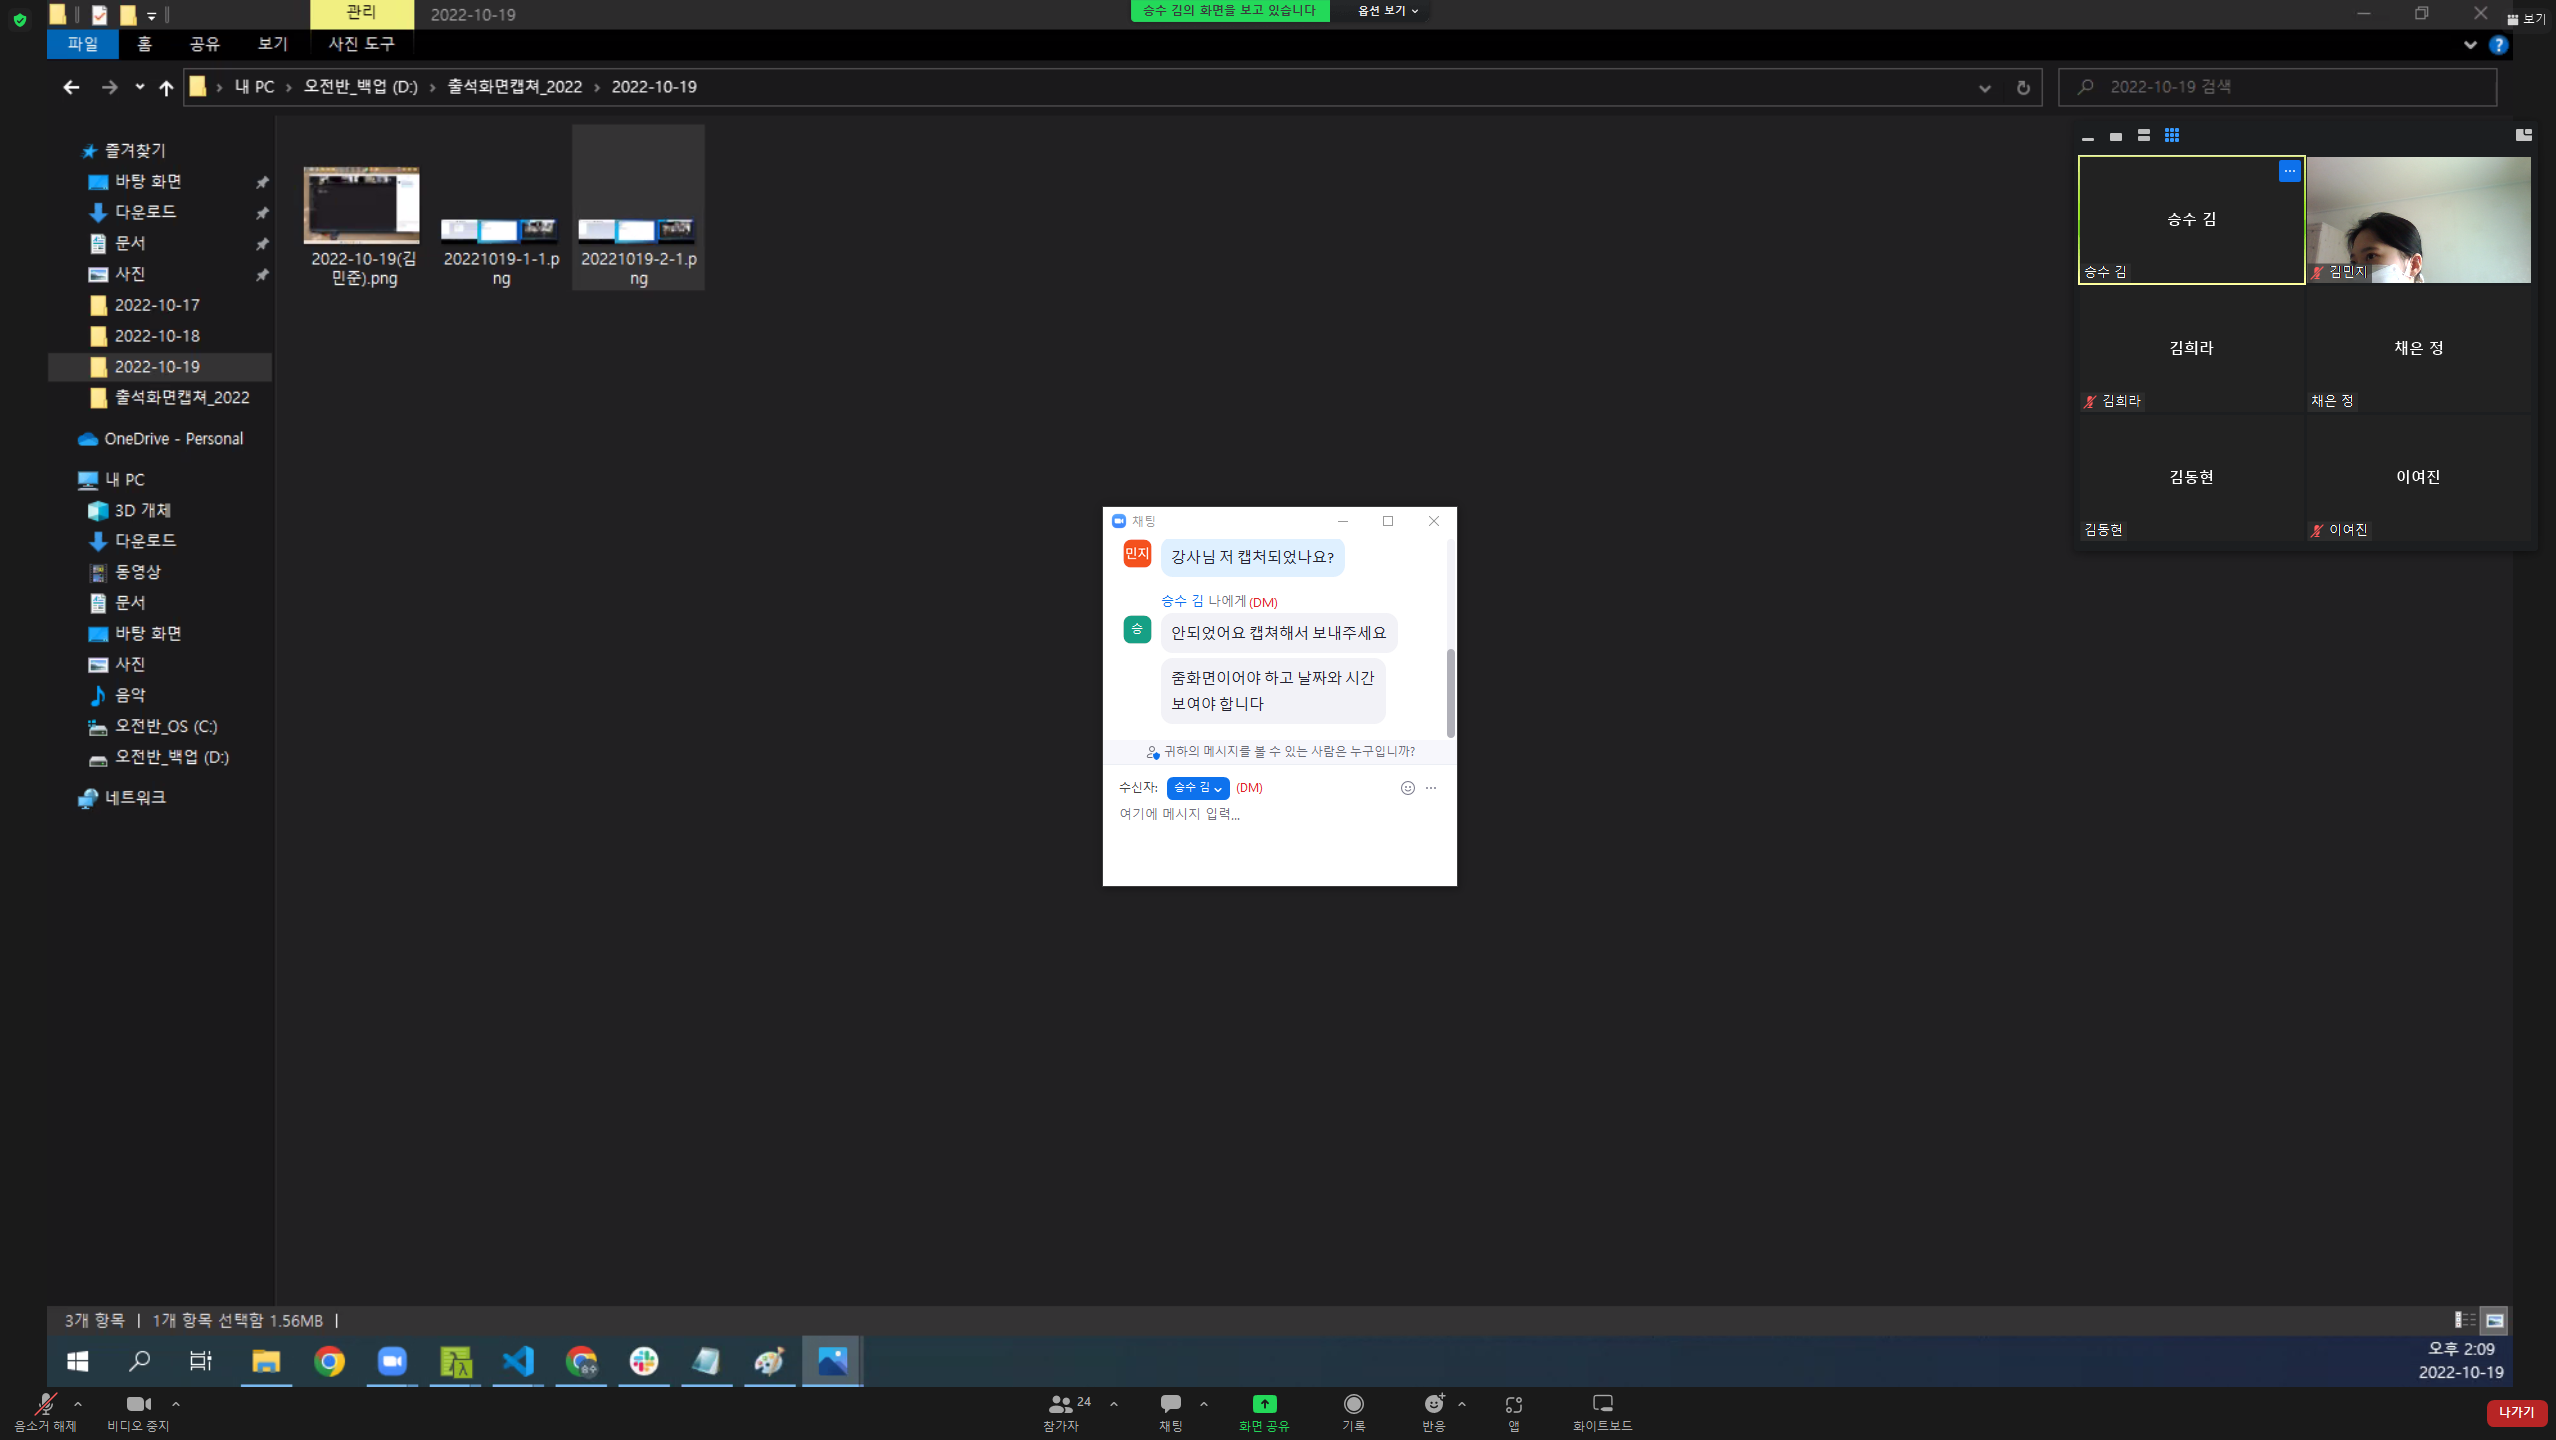 관리
2022-10-19
승수 김의 화면을 보고 있습니다
옵션 보기
보기
파일
홈
공유
보기
사진 도구
내 PC
오전반_백업 (D:)
출석화면캡쳐_2022
2022-10-19
2022-10-19 검색
즐겨찾기
바탕 화면
다운로드
문서
사진
2022-10-17
2022-10-18
2022-10-19
출석화면캡쳐_2022
OneDrive - Personal
내 PC
3D 개체
다운로드
동영상
문서
바탕 화면
사진
음악
오전반_OS (C:)
오전반_백업 (D:)
네트워크
2022-10-19(김
민준).png
20221019-1-1.p
ng
20221019-2-1.p
ng
승수 김
승수 김
김민지
김희라
김희라
채은 정
채은 정
김동현
김동현
이여진
이여진
채팅
민지
강사님 저 캡처되었나요?
승수 김 나에게(DM)
승
안되었어요 캡쳐해서 보내주세요
줌화면이어야 하고 날짜와 시간
보여야 합니다
귀하의 메시지를 볼 수 있는 사람은 누구입니까?
수신자: 승수 김 (DM)
여기에 메시지 입력...
3개 항목 | 1개 항목 선택함 1.56MB |
승수
오후 2:09
2022-10-19
음소거 해제
비디오 중지
24
참가자
채팅
화면 공유
기록
반응
앱
화이트보드
나가기